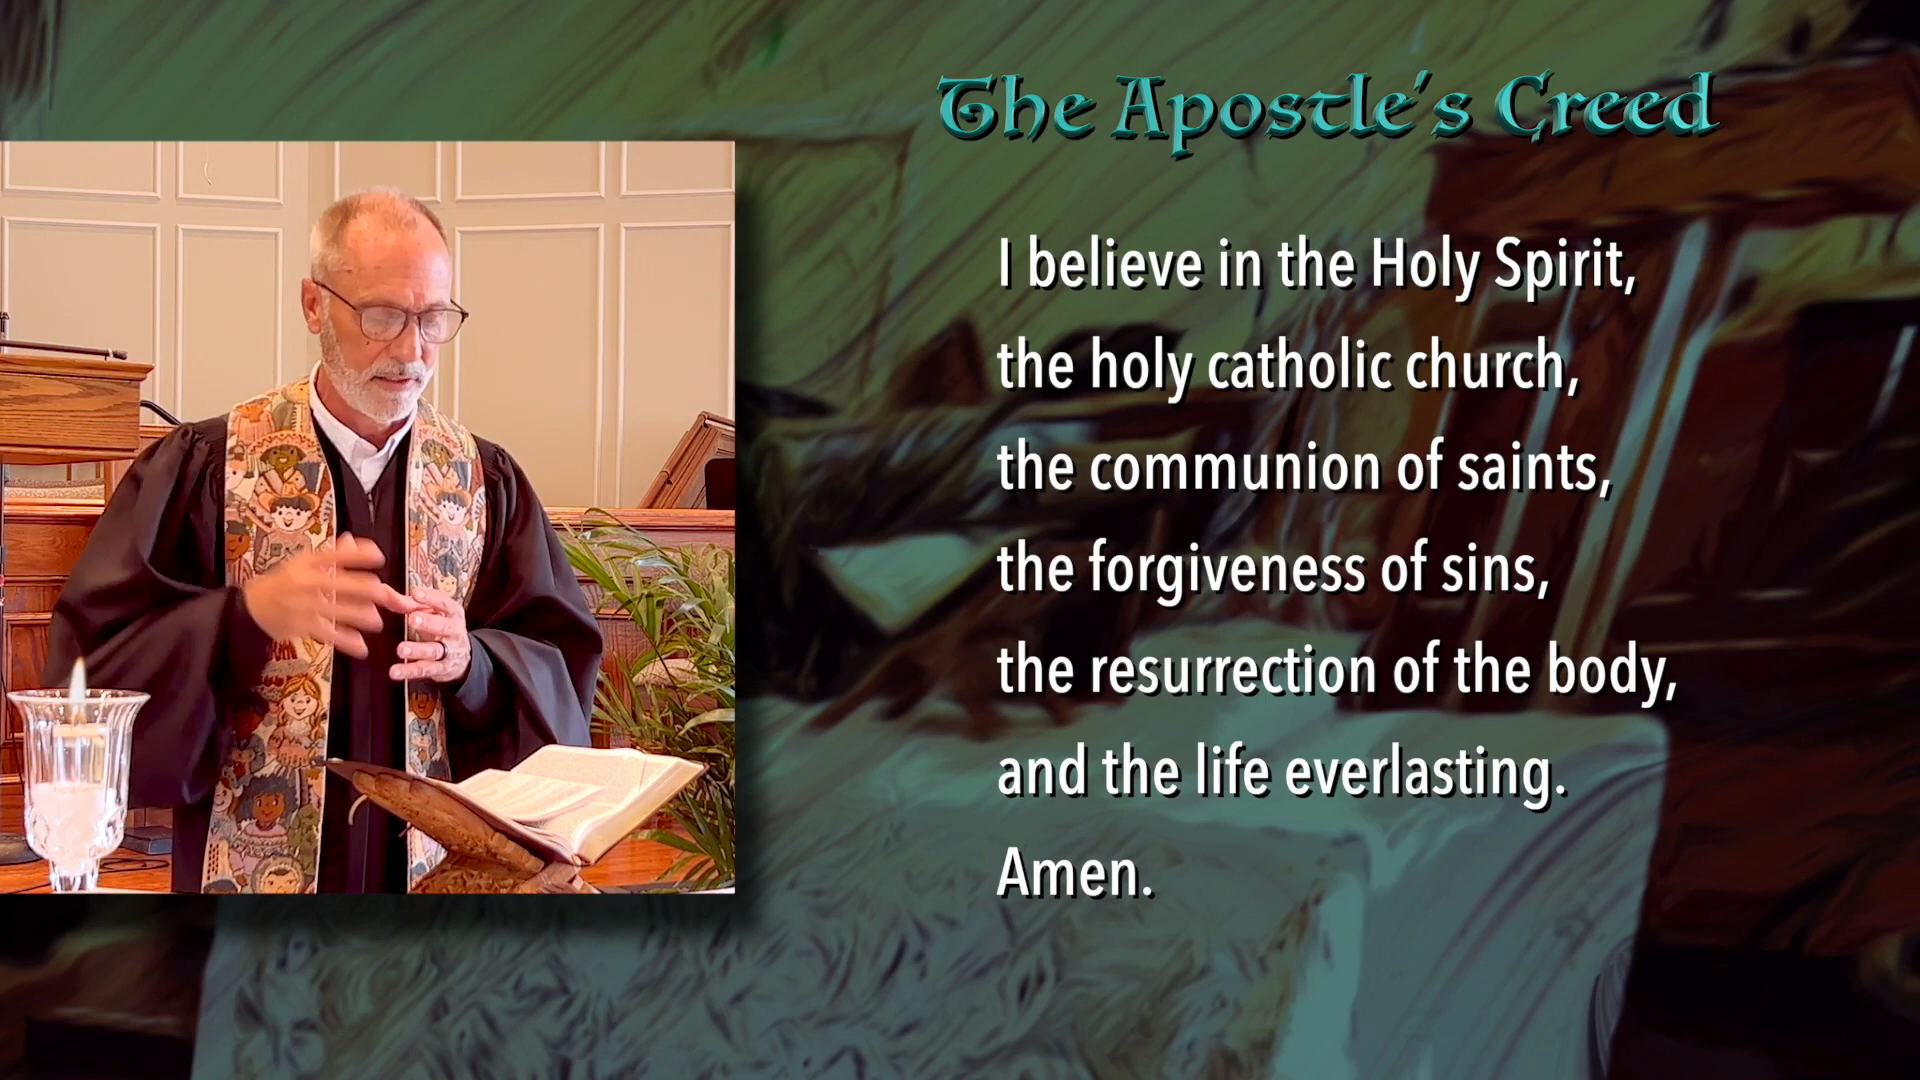 The Apostle's Creed
I believe in the Holy Spirit,
the holy catholic church,
the communion of saints,
the forgiveness of sins,
the resurrection of the body,
and the life everlasting.
Amen.